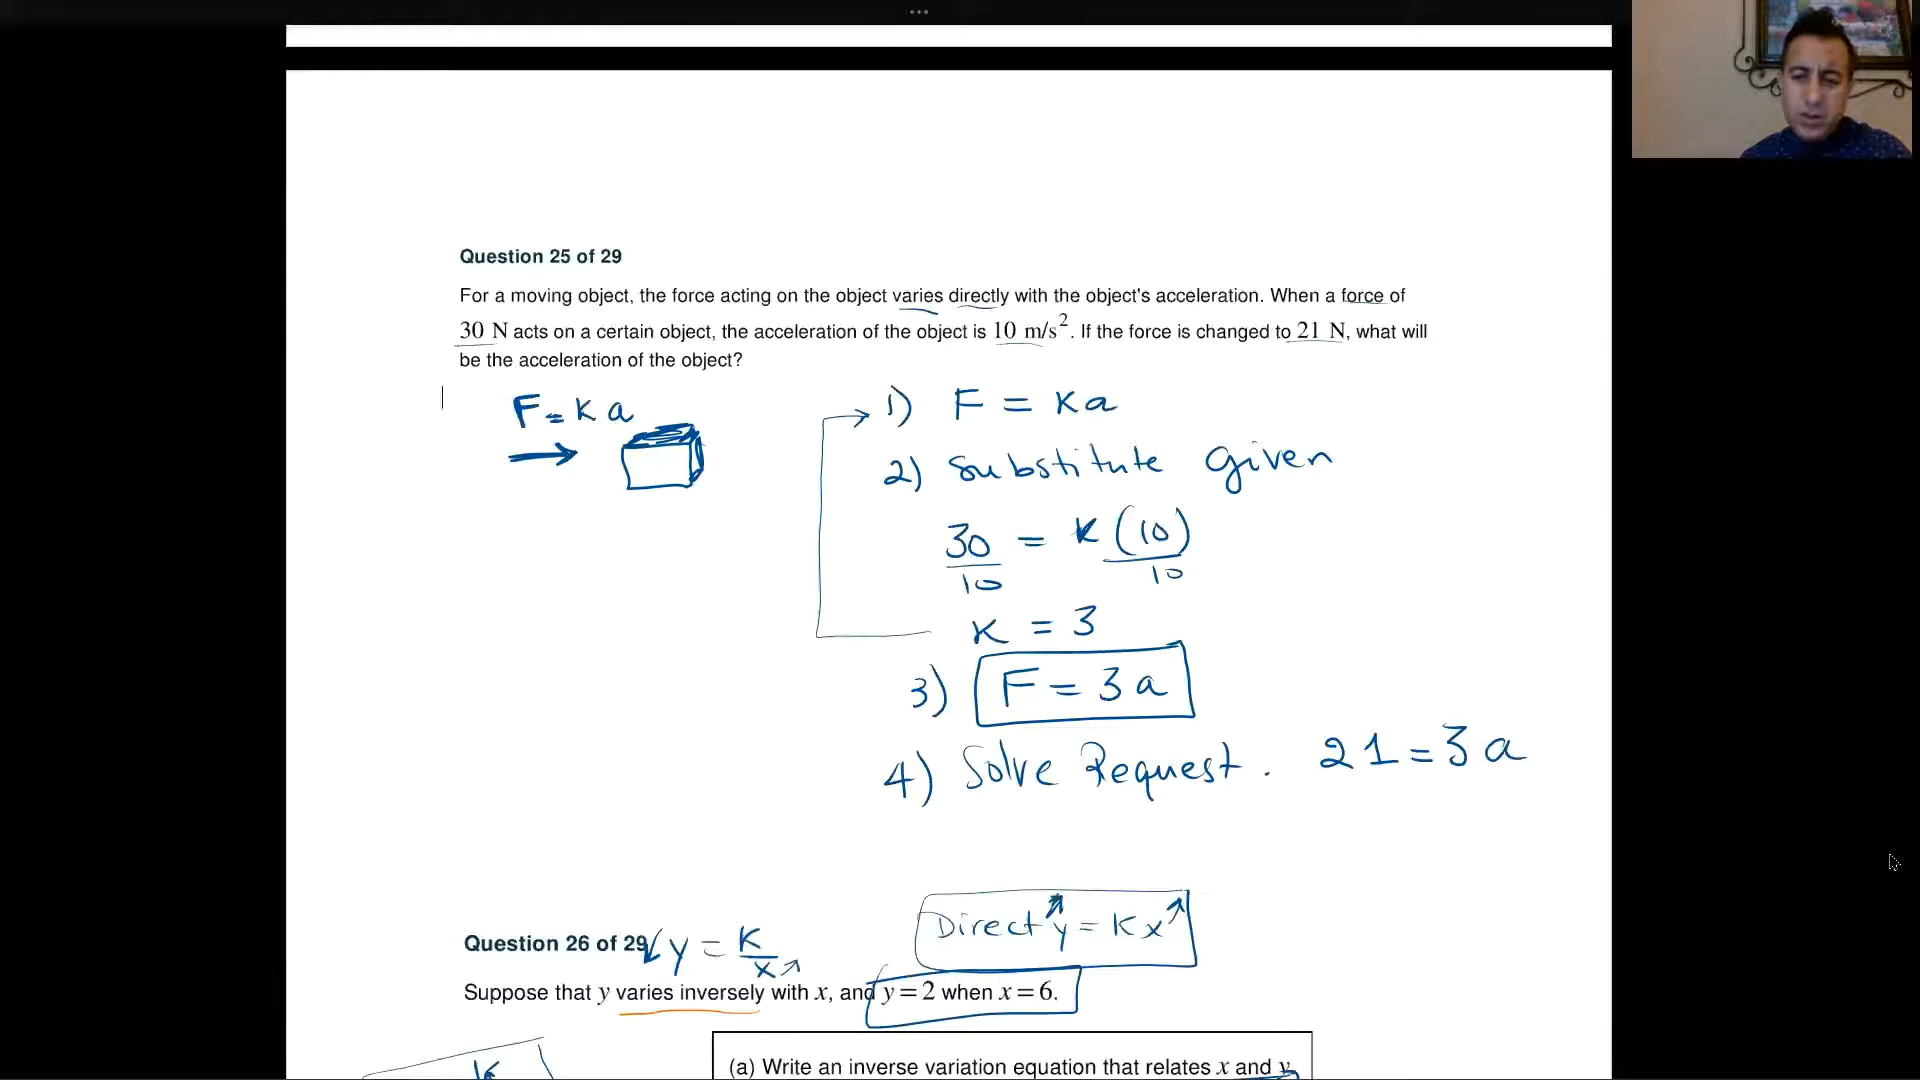 Question 25 of 29
For a moving object, the force acting on the object varies directly with the object's acceleration. When a force of
30 N acts on a certain object, the acceleration of the object is 10 m/s². If the force is changed to 21 N, what will
be the acceleration of the object?
F = K a
1) F = Ka
2) Substitute Given
30 = K (10)
10 10
K = 3
3) F = 3a
4) Solve Request. 21 = 3a
Direct y = Kx
Question 26 of 29 y = K
x
Suppose that y varies inversely with x, and y = 2 when x = 6.
(a) Write an inverse variation equation that relates x and y.
K